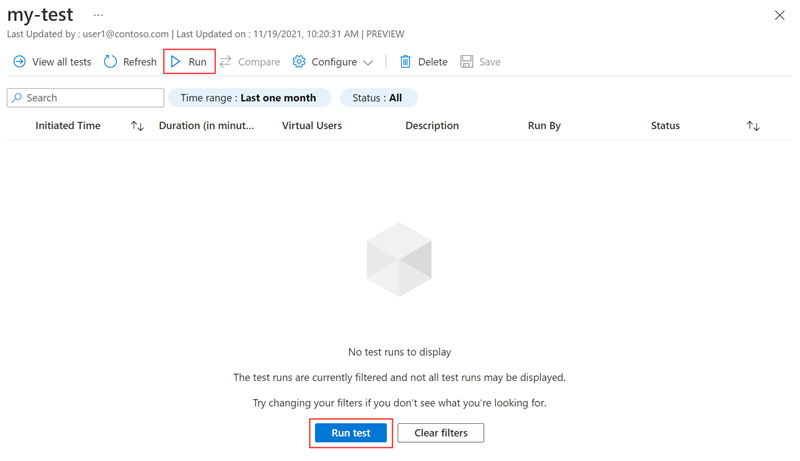 my-test ...
Last Updated by : user1@contoso.com | Last Updated on : 11/19/2021, 10:20:31 AM | PREVIEW
View all tests Refresh Run Compare Configure Delete Save
Search Time range : Last one month Status : All
Initiated Time Duration (in minut... Virtual Users Description Run By Status
No test runs to display
The test runs are currently filtered and not all test runs may be displayed.
Try changing your filters if you don't see what you're looking for.
Run test Clear filters